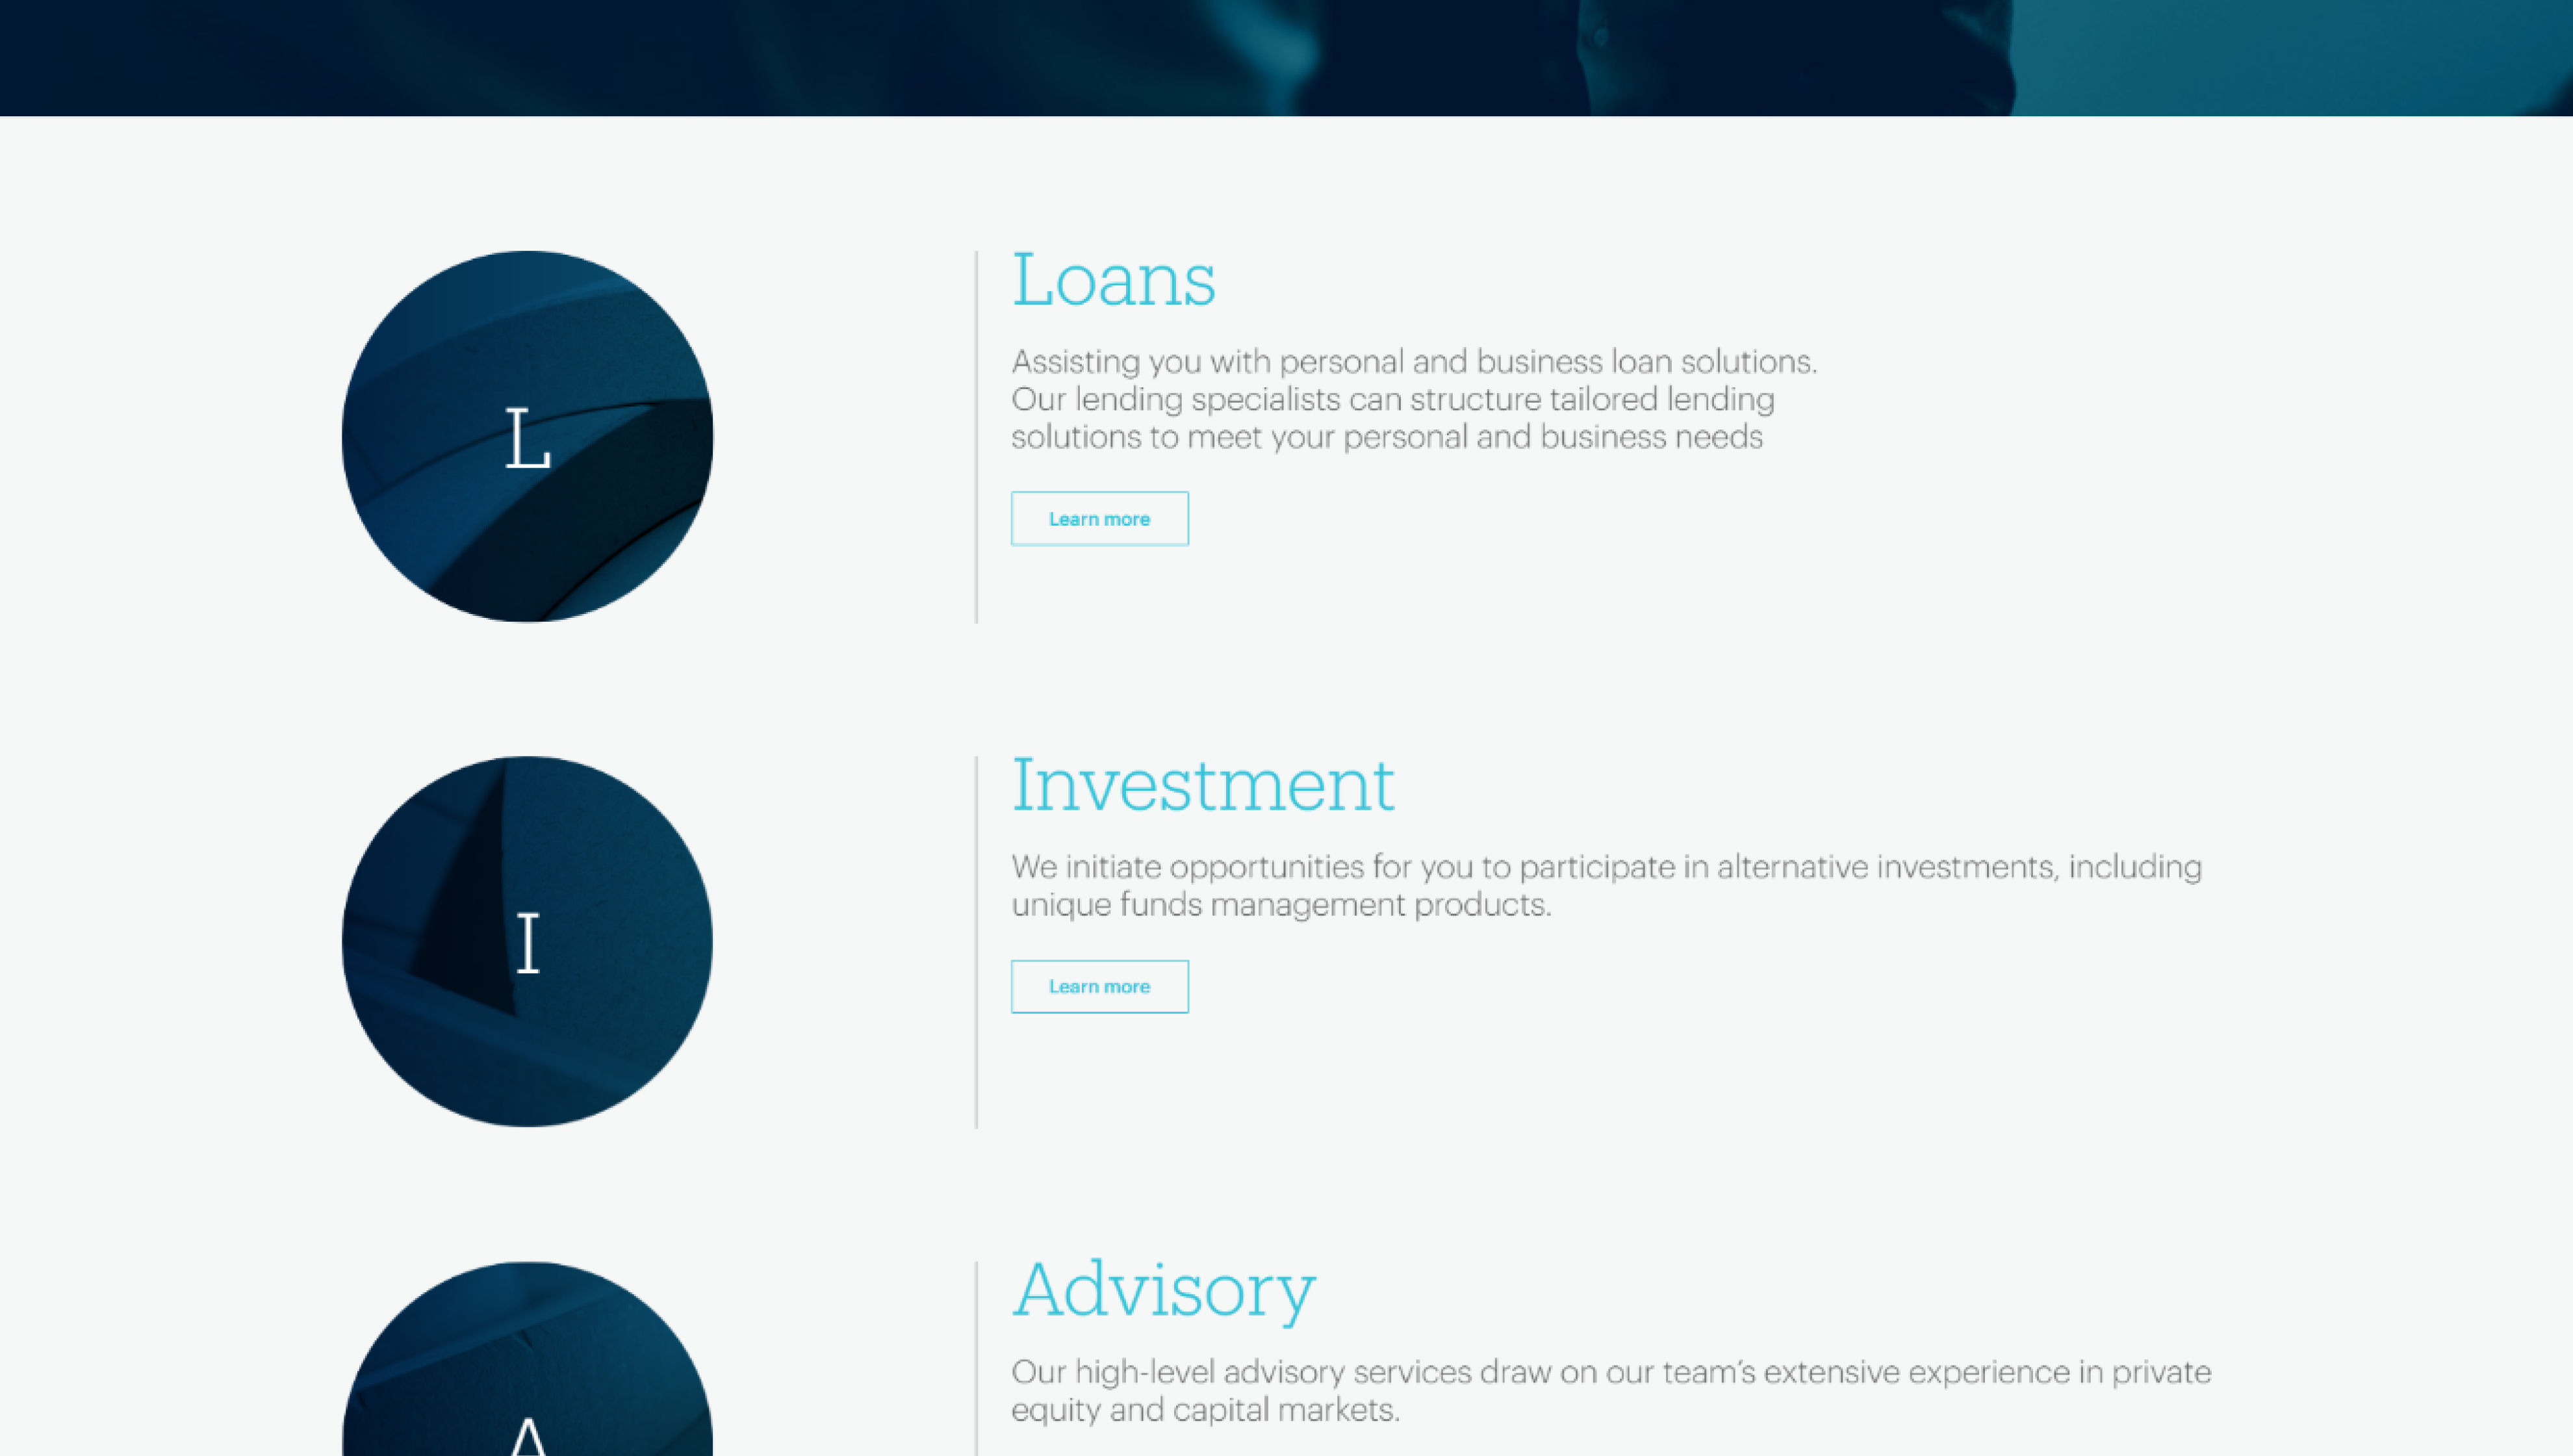 L
Loans
Assisting you with personal and business loan solutions.
Our lending specialists can structure tailored lending
solutions to meet your personal and business needs
Learn more
I
Investment
We initiate opportunities for you to participate in alternative investments, including
unique funds management products.
Learn more
A
Advisory
Our high-level advisory services draw on our team’s extensive experience in private
equity and capital markets.